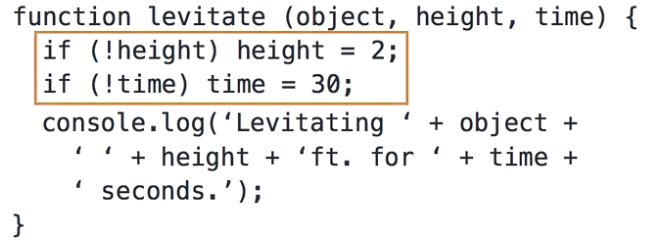 function levitate (object, height, time) {
if (!height) height = 2;
if (!time) time = 30;
console.log(‘Levitating ‘ + object +
‘ ‘ + height + ‘ft. for ‘ + time +
‘ seconds.’);
}